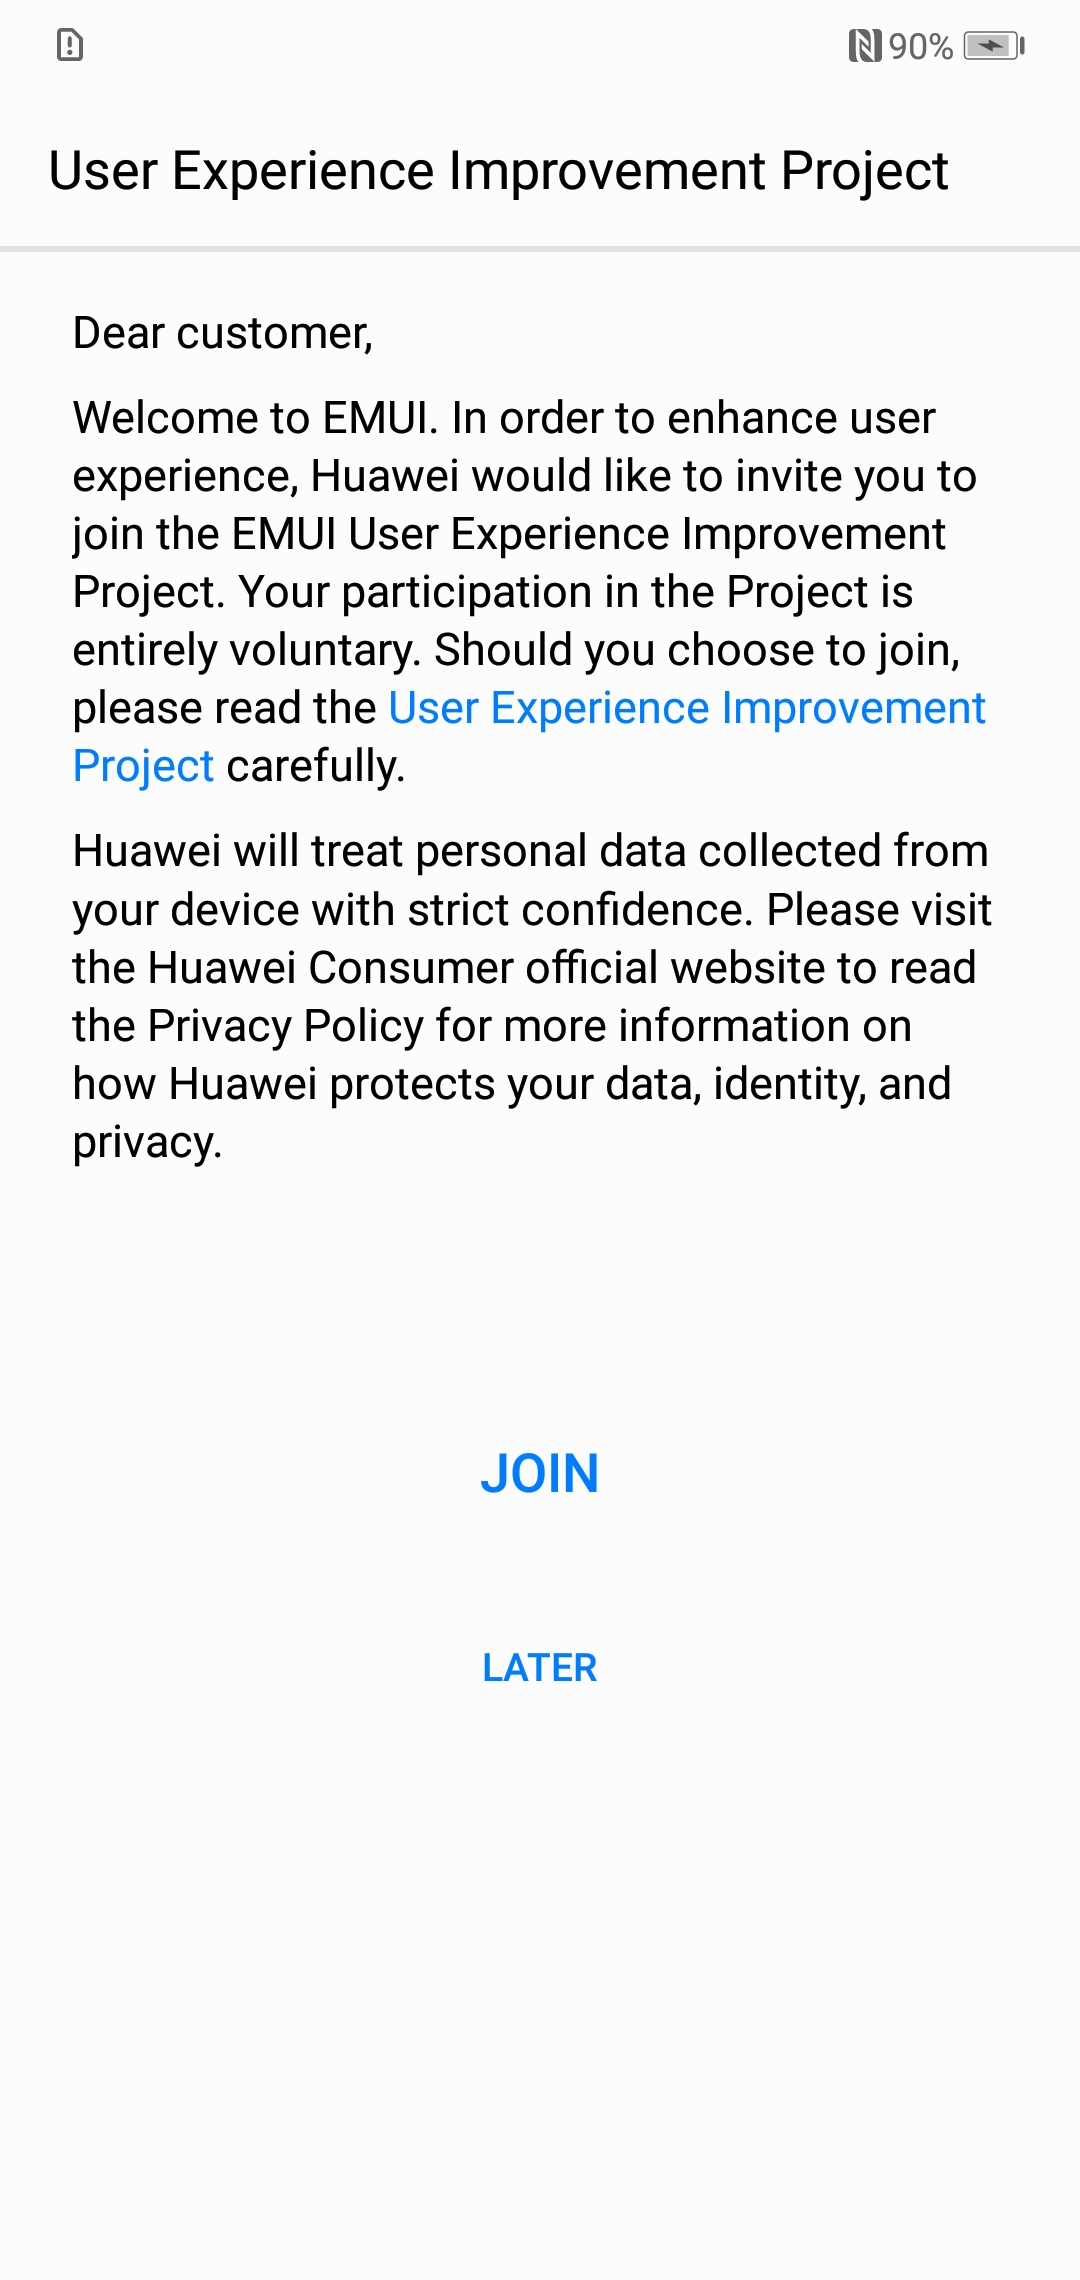 90%
User Experience Improvement Project
Dear customer,
Welcome to EMUI. In order to enhance user
experience, Huawei would like to invite you to
join the EMUI User Experience Improvement
Project. Your participation in the Project is
entirely voluntary. Should you choose to join,
please read the User Experience Improvement
Project carefully.
Huawei will treat personal data collected from
your device with strict confidence. Please visit
the Huawei Consumer official website to read
the Privacy Policy for more information on
how Huawei protects your data, identity, and
privacy.
JOIN
LATER